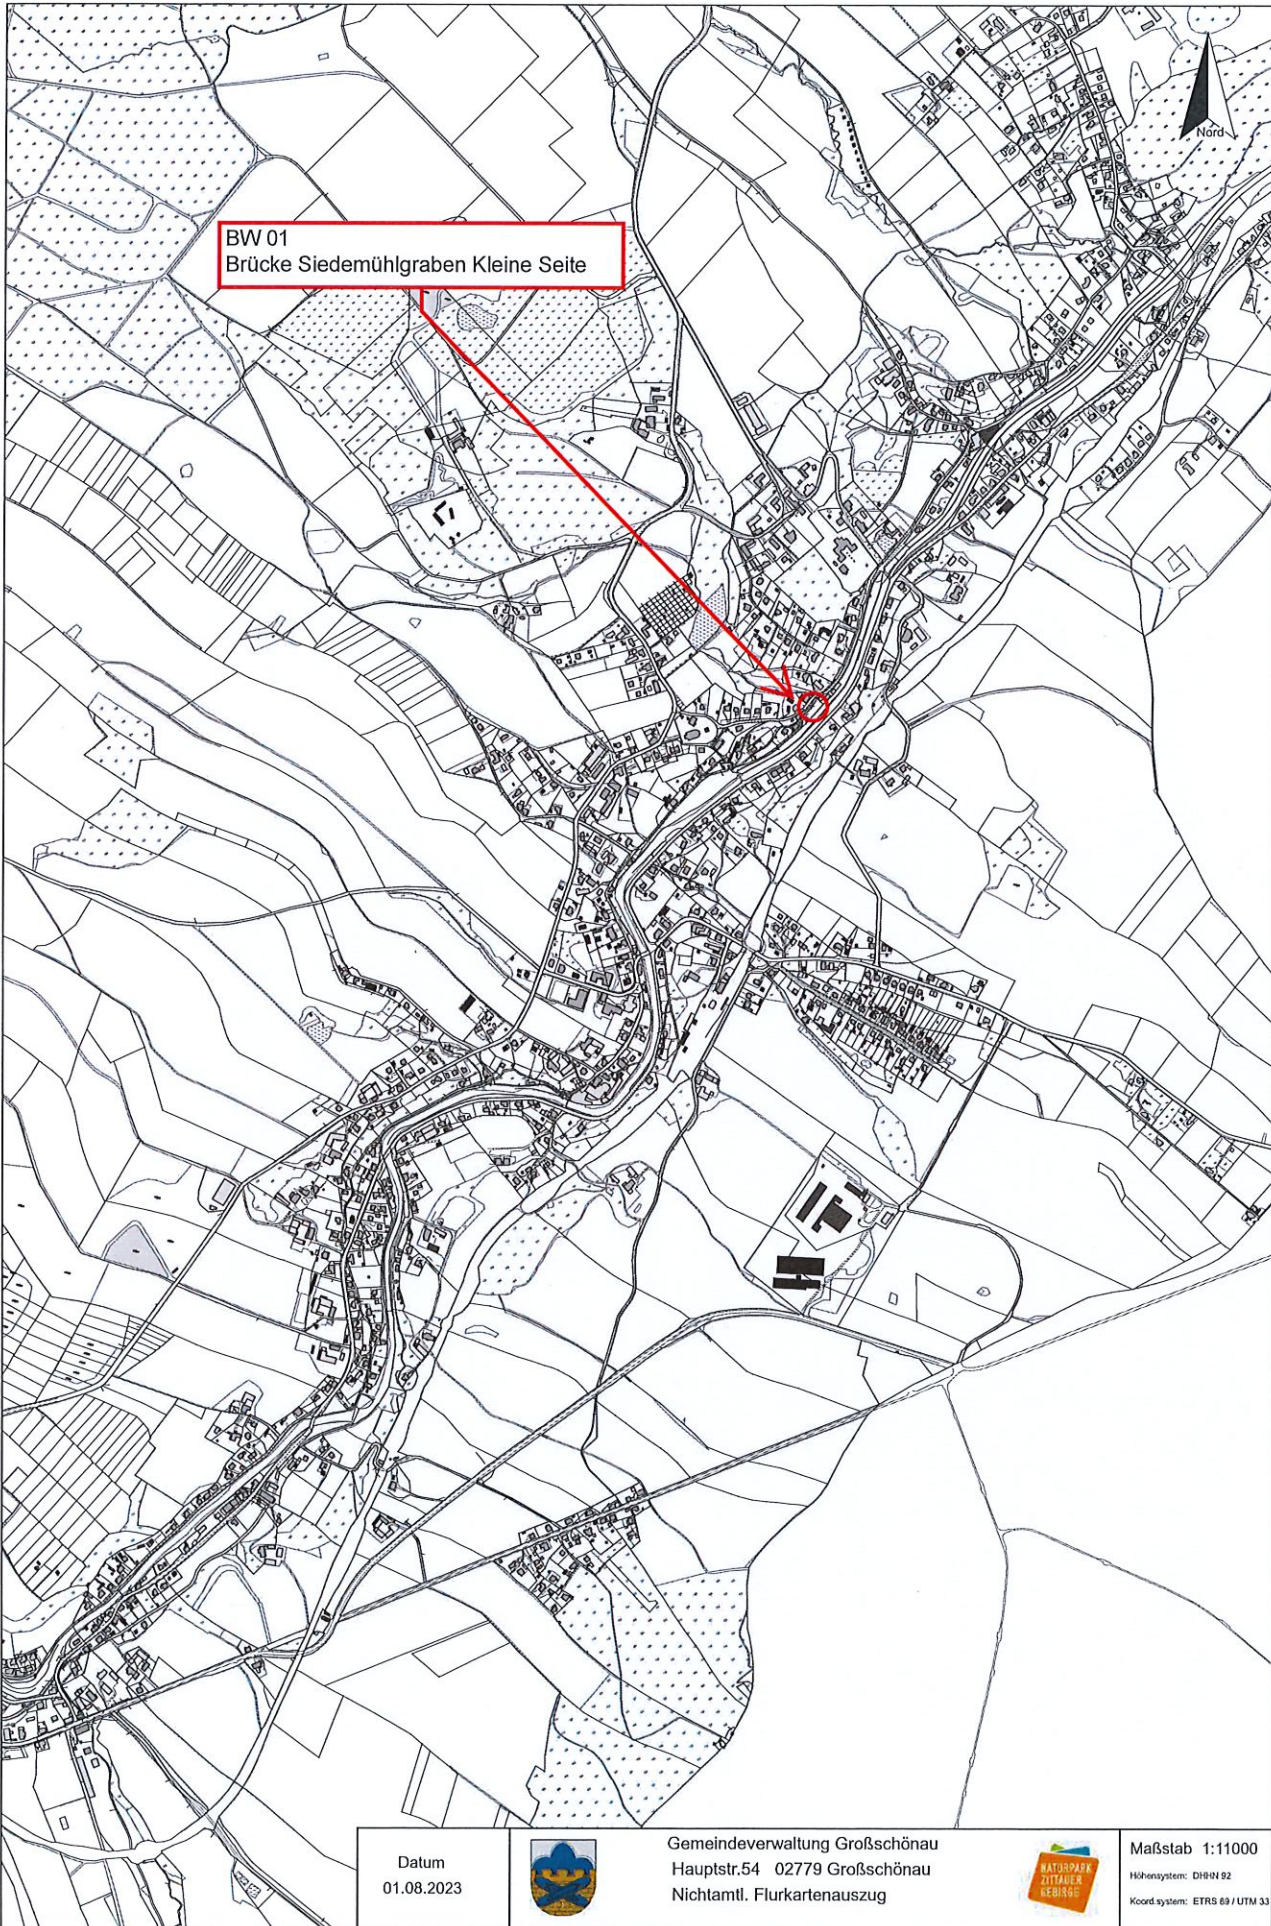 Nord
BW 01
Brücke Siedemühlgraben Kleine Seite
Datum
01.08.2023
Gemeindeverwaltung Großschönau
Hauptstr.54 02779 Großschönau
Nichtamtl. Flurkartenauszug
NATURPARK
ZITTAUER
GEBIRGE
Maßstab 1:11000
Höhensystem: DHHN 92
Koord.system: ETRS 89 / UTM 33